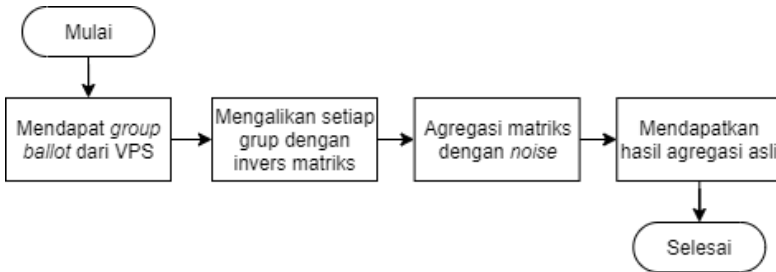 Mulai
Mendapat group
ballot dari VPS
Mengalikan setiap
grup dengan
invers matriks
Agregasi matriks
dengan noise
Mendapatkan
hasil agregasi asli
Selesai